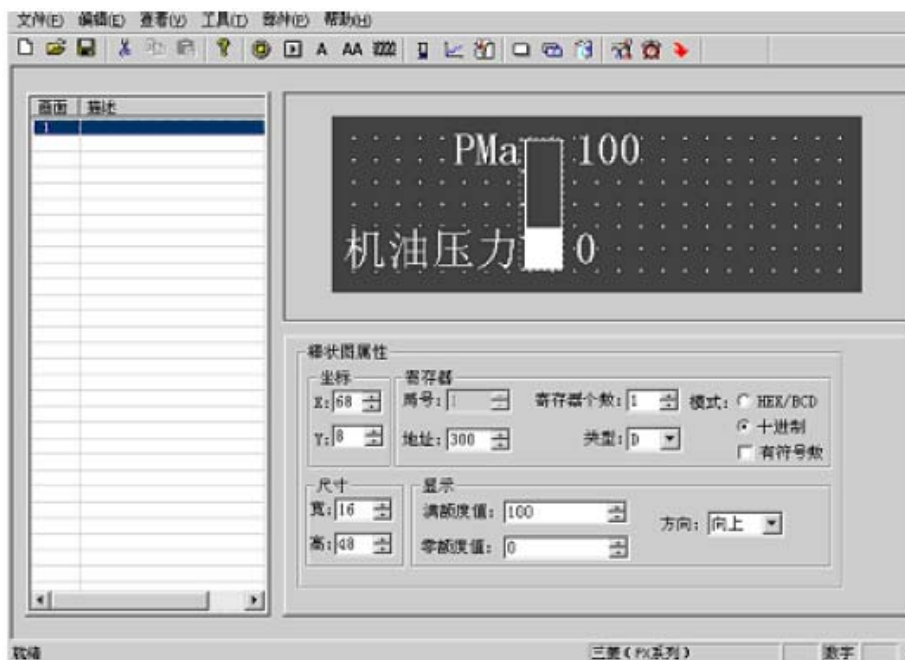 文件(F) 编辑(E) 查看(V) 工具(T) 部件(P) 帮助(H)
A AA
画面 描述
1
PMa 100
机油压力 0
棒状图属性
坐标 寄存器
X: 68 局号: 1 寄存器个数: 1 模式: HEX/BCD
十进制
Y: 8 地址: 300 类型: D
有符号数
尺寸 显示
宽: 16 满额度值: 100
方向: 向上
高: 48 零额度值: 0
就绪 三菱(FX系列) 数字